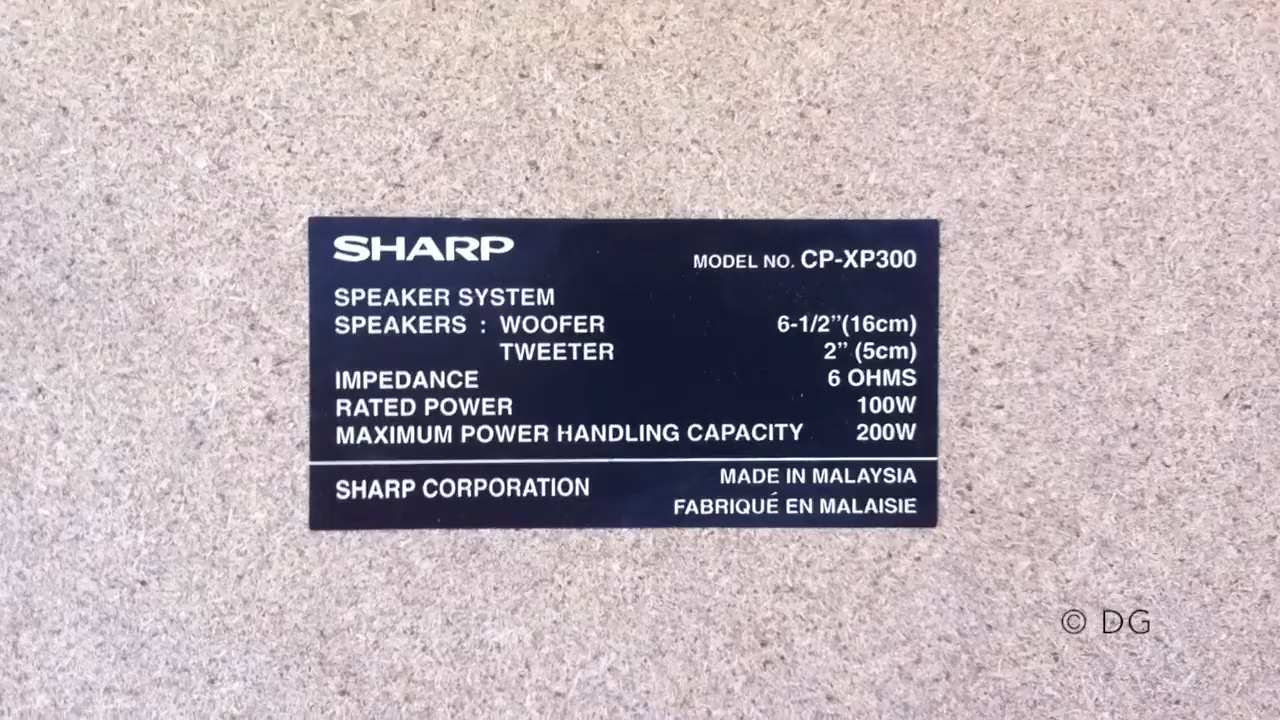 SHARP
MODEL NO. CP-XP300
SPEAKER SYSTEM
SPEAKERS : WOOFER 6-1/2”(16cm)
TWEETER 2” (5cm)
IMPEDANCE 6 OHMS
RATED POWER 100W
MAXIMUM POWER HANDLING CAPACITY 200W
SHARP CORPORATION
MADE IN MALAYSIA
FABRIQUÉ EN MALAISIE
© DG